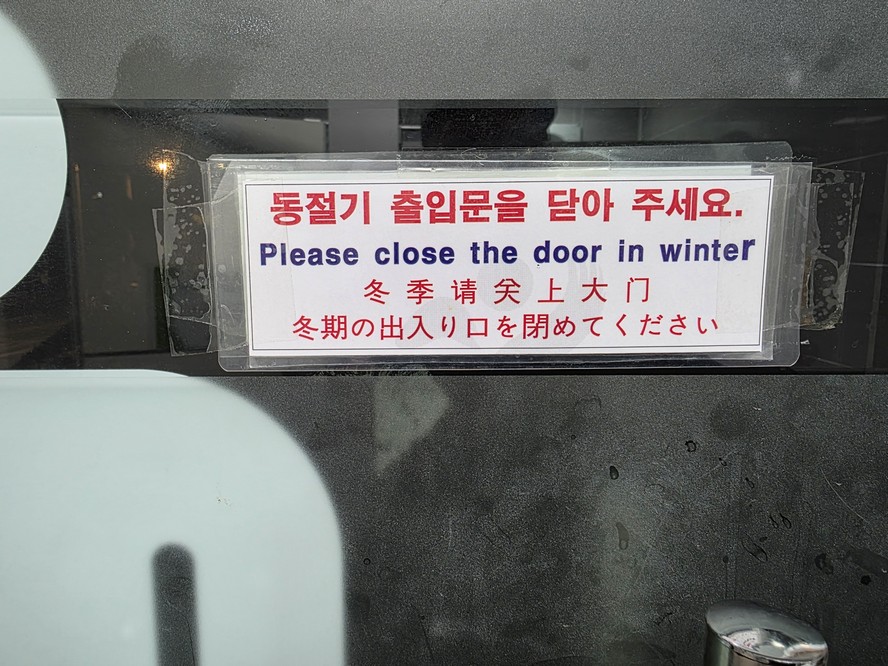 동절기 출입문을 닫아 주세요.
Please close the door in winter
冬季请关上大门
冬期の出入り口を閉めてください